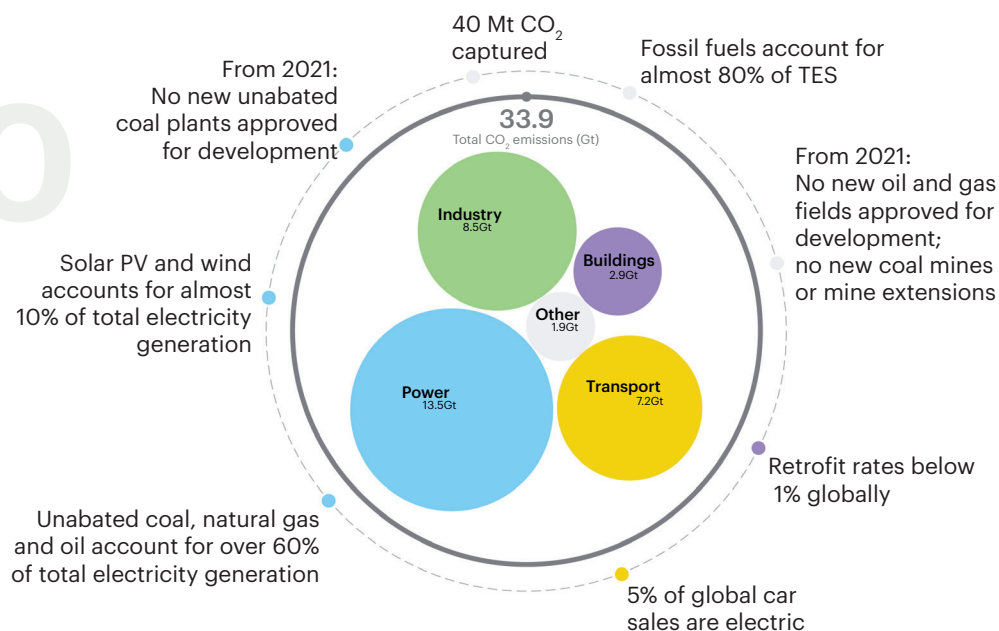 40 Mt CO₂
captured
Fossil fuels account for
almost 80% of TES
From 2021:
No new unabated
coal plants approved
for development
33.9
Total CO₂ emissions (Gt)
From 2021:
No new oil and gas
fields approved for
development;
no new coal mines
or mine extensions
Industry
8.5Gt
Buildings
2.9Gt
Solar PV and wind
accounts for almost
10% of total electricity
generation
Other
1.9Gt
Power
13.5Gt
Transport
7.2Gt
Retrofit rates below
1% globally
Unabated coal, natural gas
and oil account for over 60%
of total electricity generation
5% of global car
sales are electric